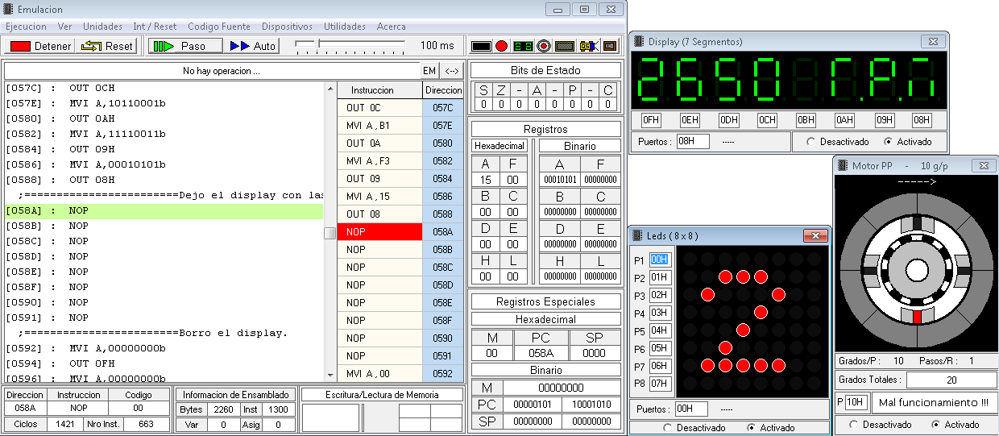 Emulacion
Ejecucion Ver Unidades Int / Reset Codigo Fuente Dispositivos Utilidades Acerca
Detener Reset Paso Auto 100 ms
No hay operacion ... EM <-->
[057C] : OUT 0CH
[057E] : MVI A,10110001b
[0580] : OUT 0AH
[0582] : MVI A,11110011b
[0584] : OUT 09H
[0586] : MVI A,00010101b
[0588] : OUT 08H
;========================Dejo el display con las
[058A] : NOP
[058B] : NOP
[058C] : NOP
[058D] : NOP
[058E] : NOP
[058F] : NOP
[0590] : NOP
[0591] : NOP
;========================Borro el display.
[0592] : MVI A,00000000b
[0594] : OUT 0FH
[0596] : MVI A,00000000b
Instruccion Direccion
OUT 0C 057C
MVI A,B1 057E
OUT 0A 0580
MVI A,F3 0582
OUT 09 0584
MVI A,15 0586
OUT 08 0588
NOP 058A
NOP 058B
NOP 058C
NOP 058D
NOP 058E
NOP 058F
NOP 0590
NOP 0591
MVI A,00 0592
Direccion Instruccion Codigo
058A NOP 00
Ciclos 1421 Nro Inst. 663
Informacion de Ensamblado
Bytes 2260 Inst 1300
Var 0 Asig 0
Escritura/Lectura de Memoria
Bits de Estado
S Z - A - P - C
0 0 0 0 0 0 0 0
Registros
Hexadecimal Binario
A F A F
15 00 00010101 00000000
B C B C
00 00 00000000 00000000
D E D E
00 00 00000000 00000000
H L H L
00 00 00000000 00000000
Registros Especiales
Hexadecimal
M PC SP
00 058A 0000
Binario
M 00000000
PC 00000101 10001010
SP 00000000 00000000
Display (7 Segmentos)
2650 r.P.n
0FH 0EH 0DH 0CH 0BH 0AH 09H 08H
Puertos : 08H ----- Desactivado Activado
Leds ( 8 x 8 )
P1 00H
P2 01H
P3 02H
P4 03H
P5 04H
P6 05H
P7 06H
P8 07H
2
Puertos : 00H -----
Desactivado Activado
Motor PP - 10 g/p
----->
Grados/P : 10 Pasos/R : 1
Grados Totales : 20
P 10H Mal funcionamiento !!!
Desactivado Activado